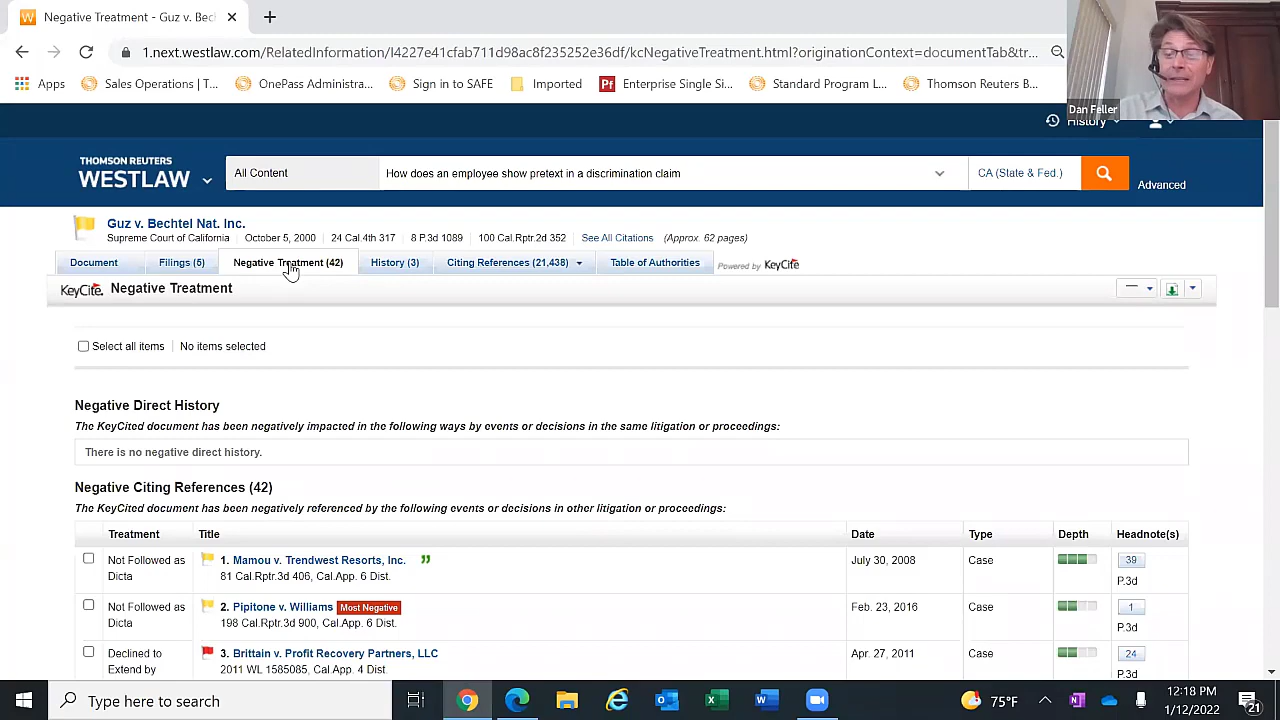 Negative Treatment - Guz v. Becht
1.next.westlaw.com/RelatedInformation/I4227e41cfab611d98ac8f235252e36df/kcNegativeTreatment.html?originationContext=documentTab&tr...
Apps Sales Operations | T... OnePass Administra... Sign in to SAP Imported Enterprise Single Si... Standard Program L... Thomson Reuters B...
Dan Feller
History
THOMSON REUTERS
WESTLAW
All Content
an employee show pretext in a discrimination claim
CA (State & Fed.)
Advanced
Guz v. Bechtel Nat. Inc.
Supreme Court of California October 5, 2000 24 Cal.4th 317 8 P.3d 1089 100 Cal.Rptr.2d 352 See All Citations (Approx. 62 pages)
Document Filings (5) Negative Treatment (42) History (3) Citing References (21,438) Table of Authorities Powered by KeyCite
KeyCite. Negative Treatment
Select all items No items selected
Negative Direct History
The KeyCited document has been negatively impacted in the following ways by events or decisions in the same litigation or proceedings:
There is no negative direct history.
Negative Citing References (42)
The KeyCited document has been negatively referenced by the following events or decisions in other litigation or proceedings:
Treatment Title Date Type Depth Headnote(s)
Not Followed as 1. Mamou v. Trendwest Resorts, Inc. July 30, 2008 Case 39
Dicta 81 Cal.Rptr.3d 406, Cal.App. 6 Dist. P.3d
Not Followed as 2. Pipitone v. Williams Most Negative Feb. 23, 2016 Case 1
Dicta 198 Cal.Rptr.3d 900, Cal.App. 6 Dist. P.3d
Declined to 3. Brittain v. Profit Recovery Partners, LLC Apr. 27, 2011 Case 24
Extend by 2011 WL 1585085, Cal.App. 4 Dist. P.3d
Type here to search
75°F
12:18 PM
1/12/2022
21